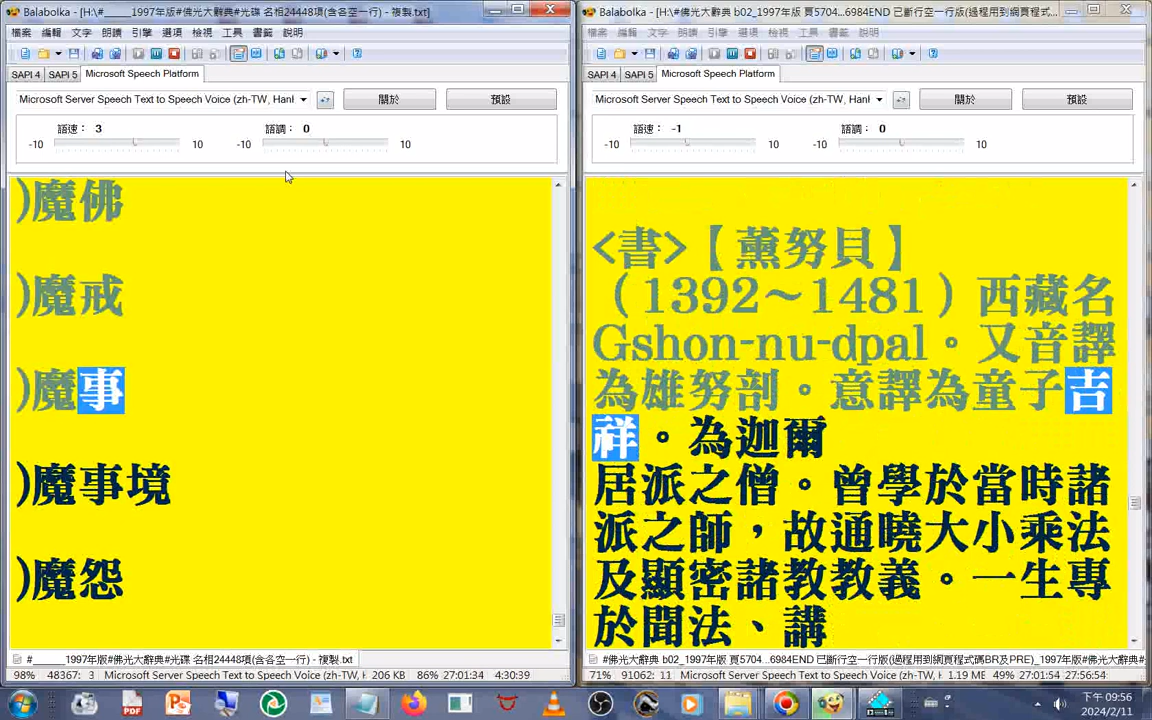 Balabolka - [H:\#_____1997年版#佛光大辭典#光碟 名相24448項(含各空一行) - 複製.txt]
檔案 編輯 文字 朗讀 引擎 選項 檢視 工具 書籤 說明
SAPI 4 SAPI 5 Microsoft Speech Platform
Microsoft Server Speech Text to Speech Voice (zh-TW, Hanl 關於 預設
語速： 3 語調： 0
-10 10 -10 10
)魔佛
)魔戒
)魔事
)魔事境
)魔怨
#_____1997年版#佛光大辭典#光碟 名相24448項(含各空一行) - 複製.txt
98% 48367: 3 Microsoft Server Speech Text to Speech Voice (zh-TW, H 206 KB 86% 27:01:34 4:30:39
Balabolka - [H:\#佛光大辭典 b02_1997年版 頁5704...6984END 已斷行空一行版(過程用到網頁程式...
檔案 編輯 文字 朗讀 引擎 選項 檢視 工具 書籤 說明
SAPI 4 SAPI 5 Microsoft Speech Platform
Microsoft Server Speech Text to Speech Voice (zh-TW, Hanl 關於 預設
語速： -1 語調： 0
-10 10 -10 10
<書>【薰努貝】
（1392～1481）西藏名
Gshon-nu-dpal。又音譯
為雄努剖。意譯為童子吉
祥。為迦爾
居派之僧。曾學於當時諸
派之師，故通曉大小乘法
及顯密諸教教義。一生專
於聞法、講
#佛光大辭典 b02_1997年版 頁5704...6984END 已斷行空一行版(過程用到網頁程式碼BR及PRE)_1997年版#
71% 91062: 11 Microsoft Server Speech Text to Speech Voice (zh-TW, H 1.19 ME 49% 27:01:34 27:56:54
下午 09:56
2024/2/11